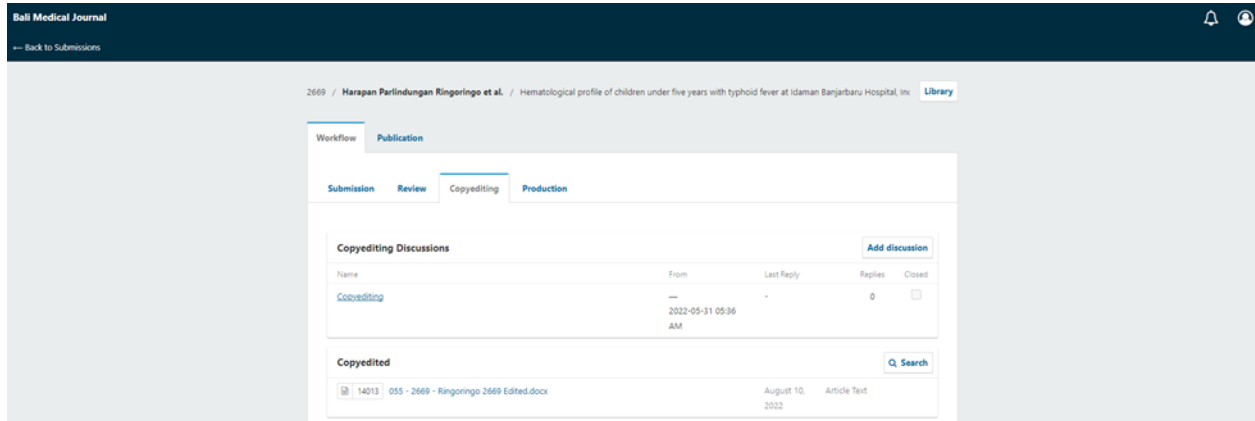 Bali Medical Journal
← Back to Submissions
2669 / Harapan Parlindungan Ringoringo et al. / Hematological profile of children under five years with typhoid fever at Idaman Banjarbaru Hospital, Inc
Library
Workflow Publication
Submission Review Copyediting Production
Copyediting Discussions Add discussion
Name From Last Reply Replies Closed
Copyediting — - 0
2022-05-31 05:36
AM
Copyedited Search
14013 055 - 2669 - Ringoringo 2669 Edited.docx August 10, Article Text
2022